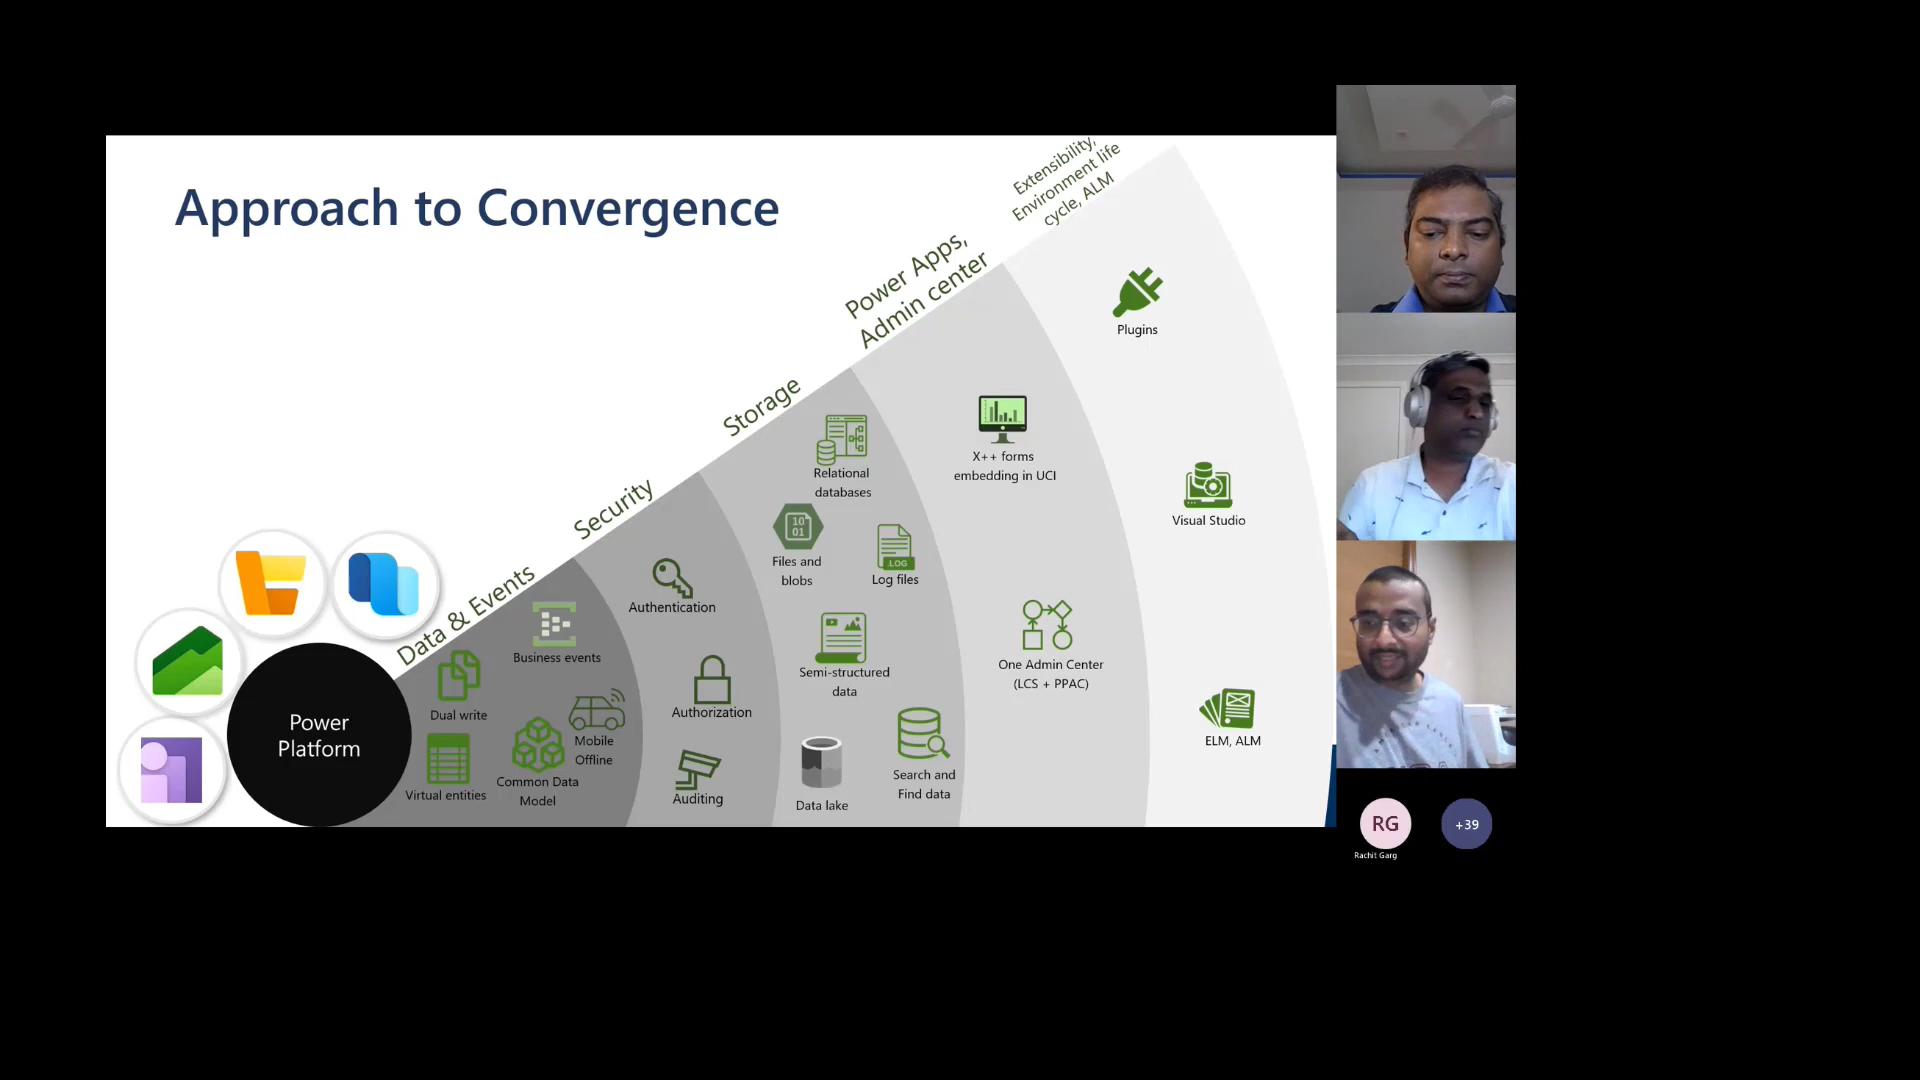 Approach to Convergence
Extensibility,
Environment life
cycle, ALM
Power Apps,
Admin center
Storage
Security
Data & Events
Plugins
X++ forms
embedding in UCI
Visual Studio
One Admin Center
(LCS + PPAC)
ELM, ALM
Relational
databases
10
01
Files and
blobs
LOG
Log files
Semi-structured
data
Data lake
Search and
Find data
Authentication
Authorization
Auditing
Business events
Dual write
Mobile
Offline
Virtual entities
Common Data
Model
Power
Platform
RG
Rachit Garg
+39